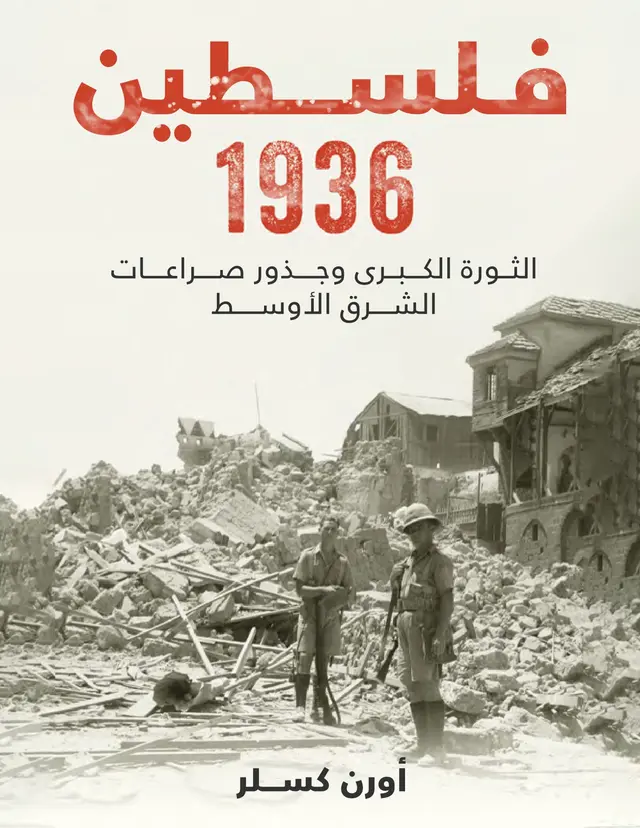 فلسطين
1936
الثورة الكبرى وجذور صراعات
الشرق الأوسط
أورن كسلر